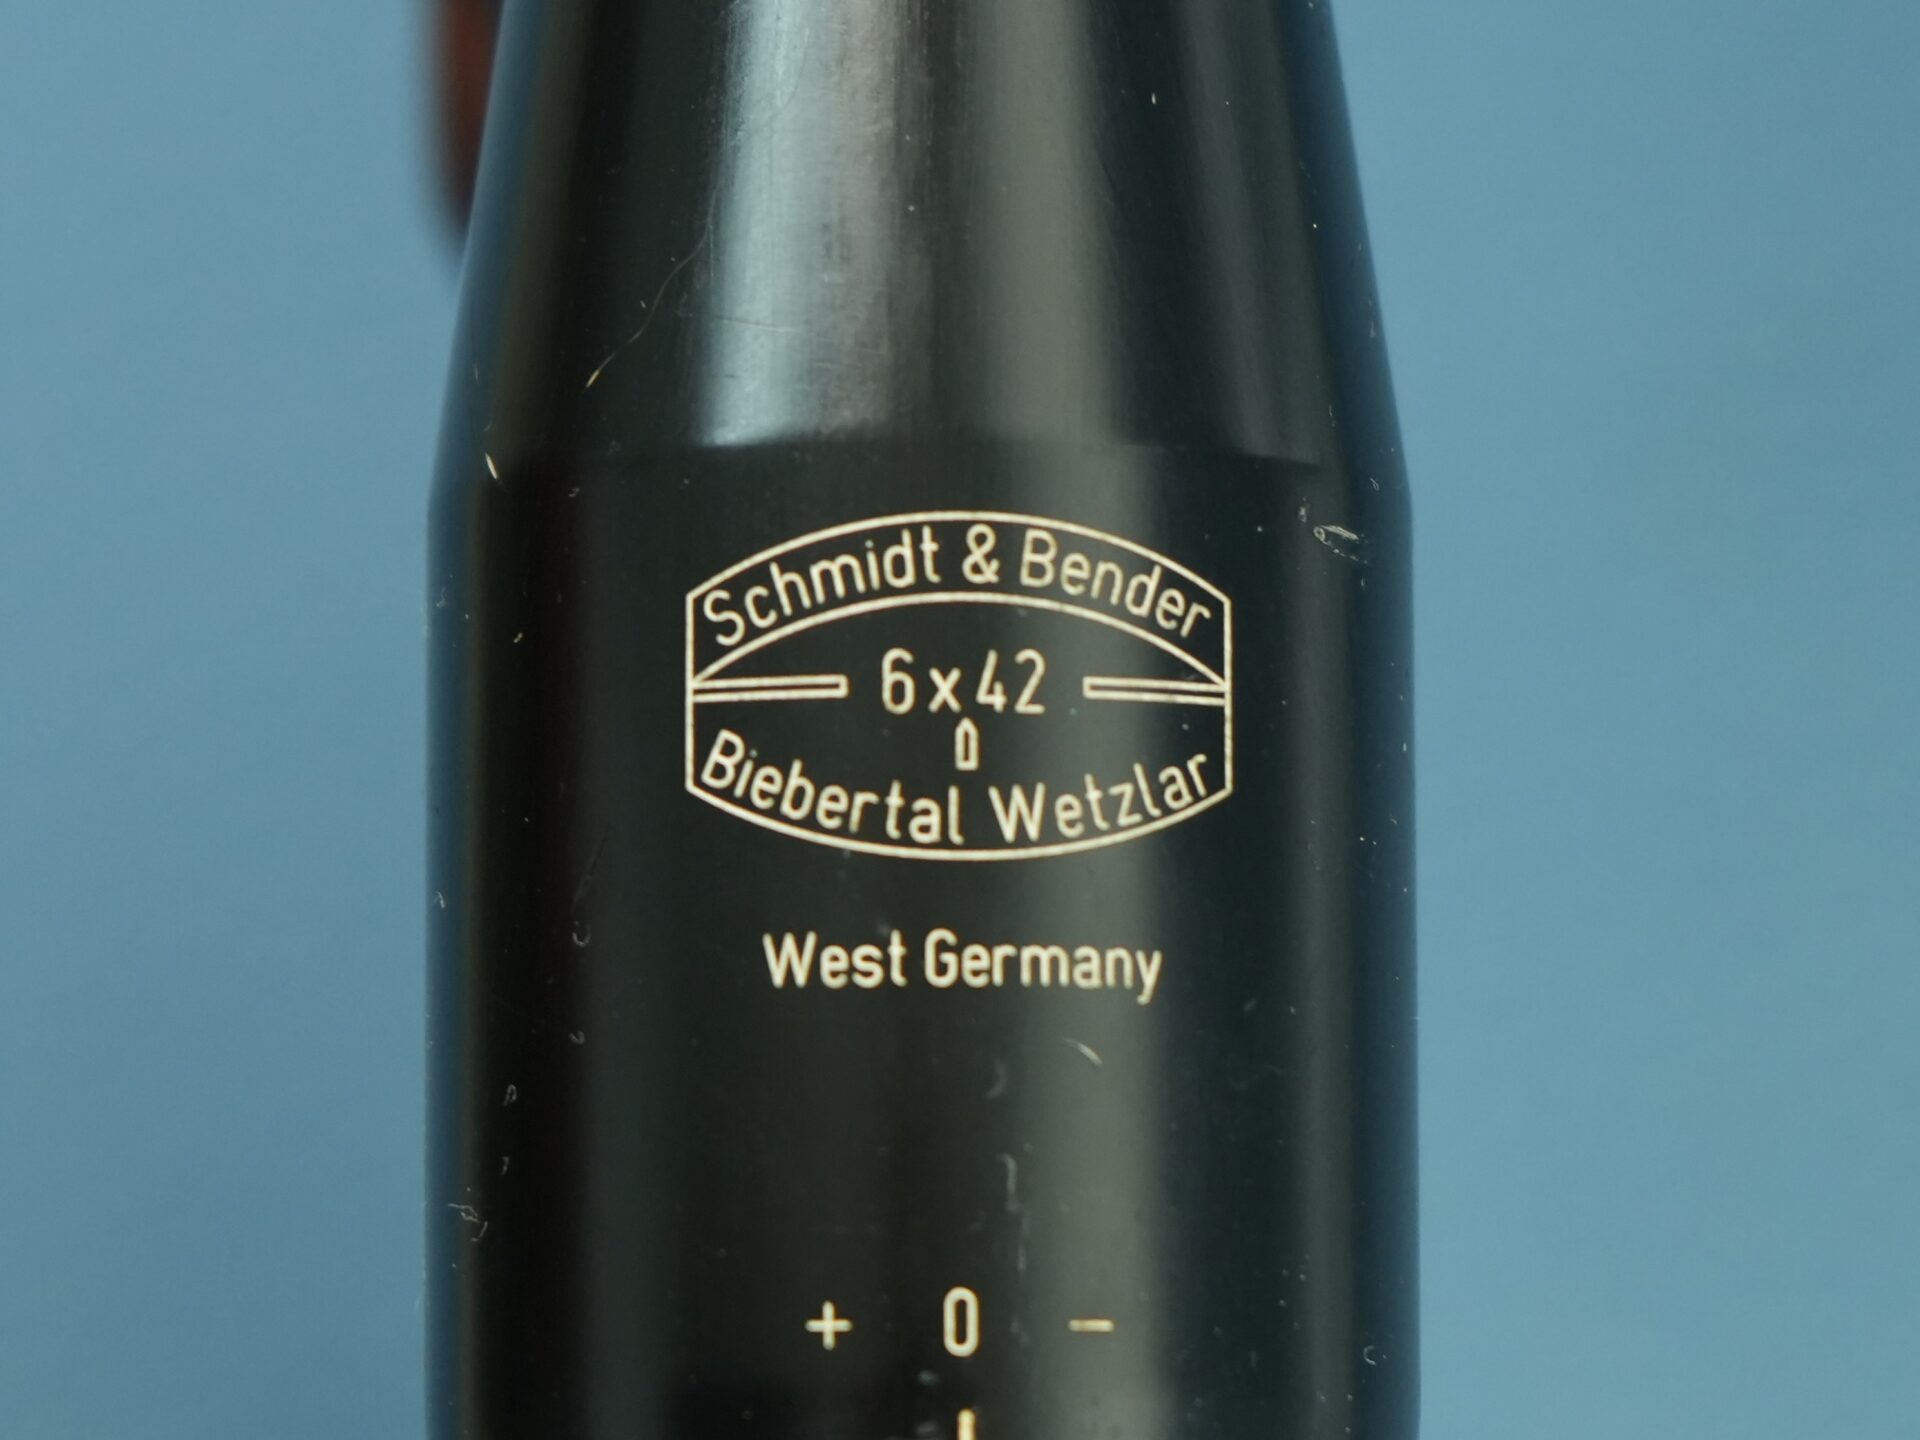 Schmidt & Bender
6x42
Biebertal Wetzlar
West Germany
+ 0 -